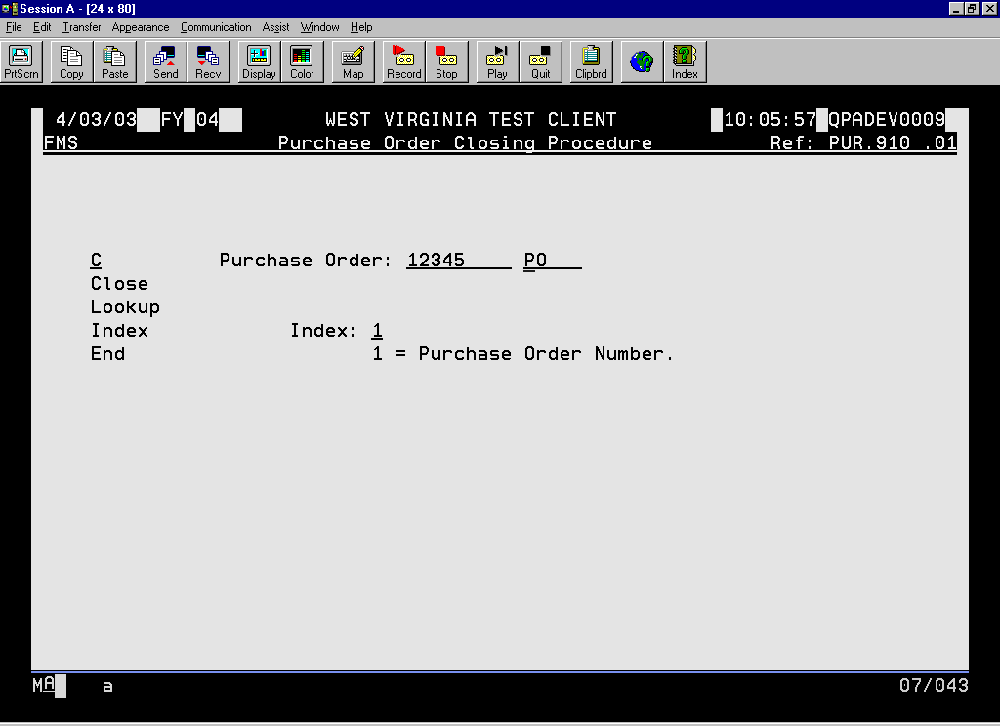 Session A - [24 x 80]
File Edit Transfer Appearance Communication Assist Window Help
PrtScrn Copy Paste Send Recv Display Color Map Record Stop Play Quit Clipbrd Index
4/03/03 FY 04 WEST VIRGINIA TEST CLIENT 10:05:57 QPADEV0009
FMS Purchase Order Closing Procedure Ref: PUR.910 .01
C Purchase Order: 12345 PO
Close
Lookup
Index Index: 1
End 1 = Purchase Order Number.
MA a 07/043